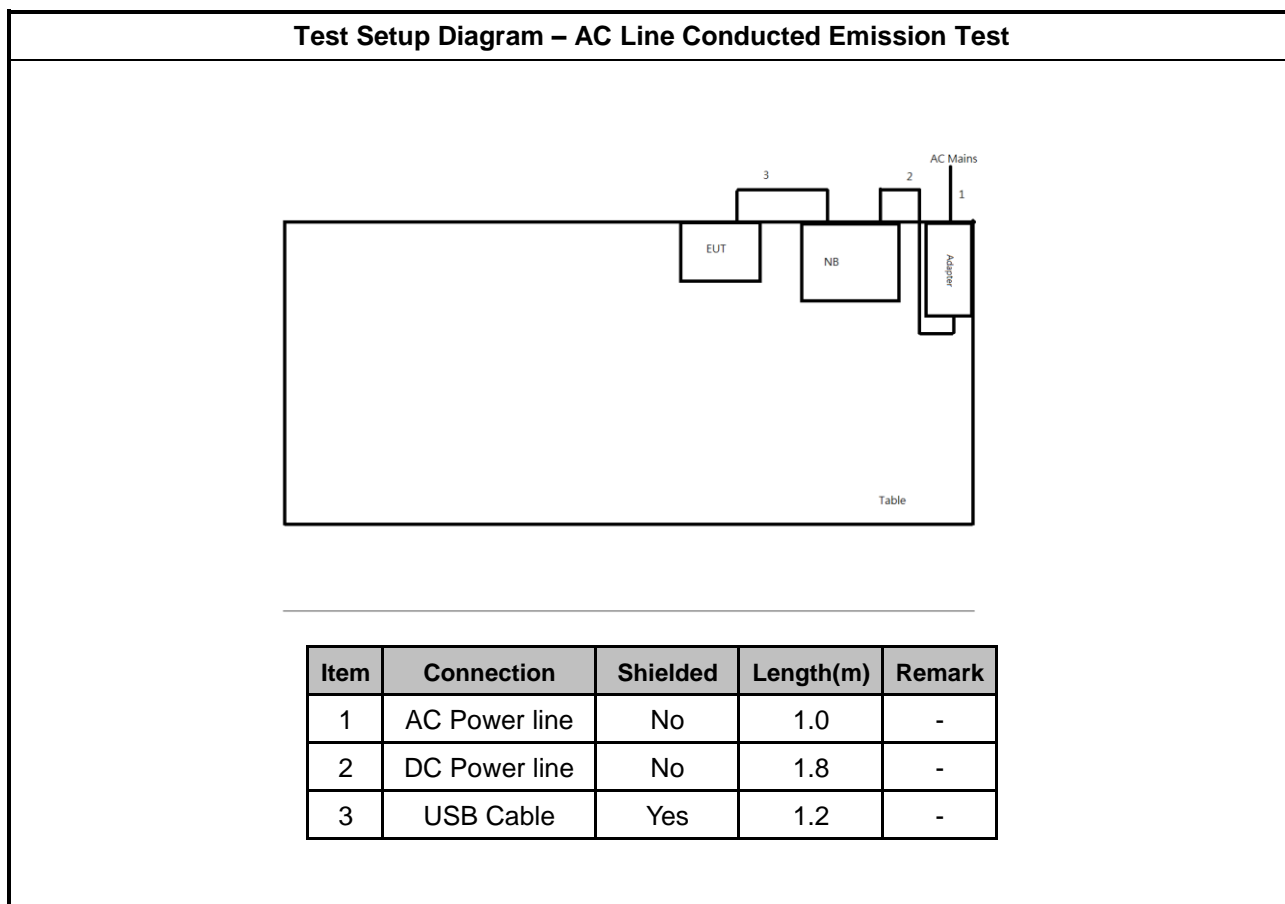 Test Setup Diagram – AC Line Conducted Emission Test
AC Mains
3
2
1
EUT
NB
Adapter
Table
Item Connection Shielded Length(m) Remark
1 AC Power line No 1.0 -
2 DC Power line No 1.8 -
3 USB Cable Yes 1.2 -